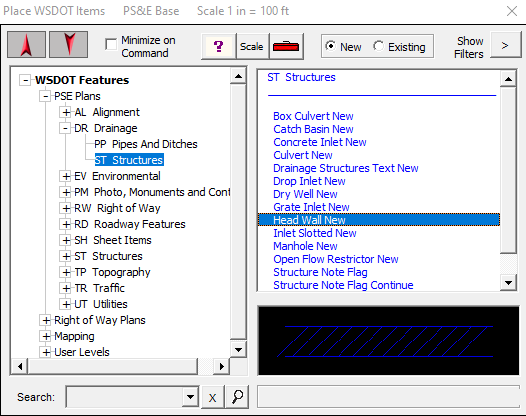 Place WSDOT Items PS&E Base Scale 1 in = 100 ft
Minimize on
Command
?
Scale
New
Existing
Show
Filters
>
WSDOT Features
PSE Plans
AL Alignment
DR Drainage
PP Pipes And Ditches
ST Structures
EV Environmental
PM Photo, Monuments and Cont
RW Right of Way
RD Roadway Features
SH Sheet Items
ST Structures
TP Topography
TR Traffic
UT Utilities
Right of Way Plans
Mapping
User Levels
ST Structures
Box Culvert New
Catch Basin New
Concrete Inlet New
Culvert New
Drainage Structures Text New
Drop Inlet New
Dry Well New
Grate Inlet New
Head Wall New
Inlet Slotted New
Manhole New
Open Flow Restrictor New
Structure Note Flag
Structure Note Flag Continue
Search:
X